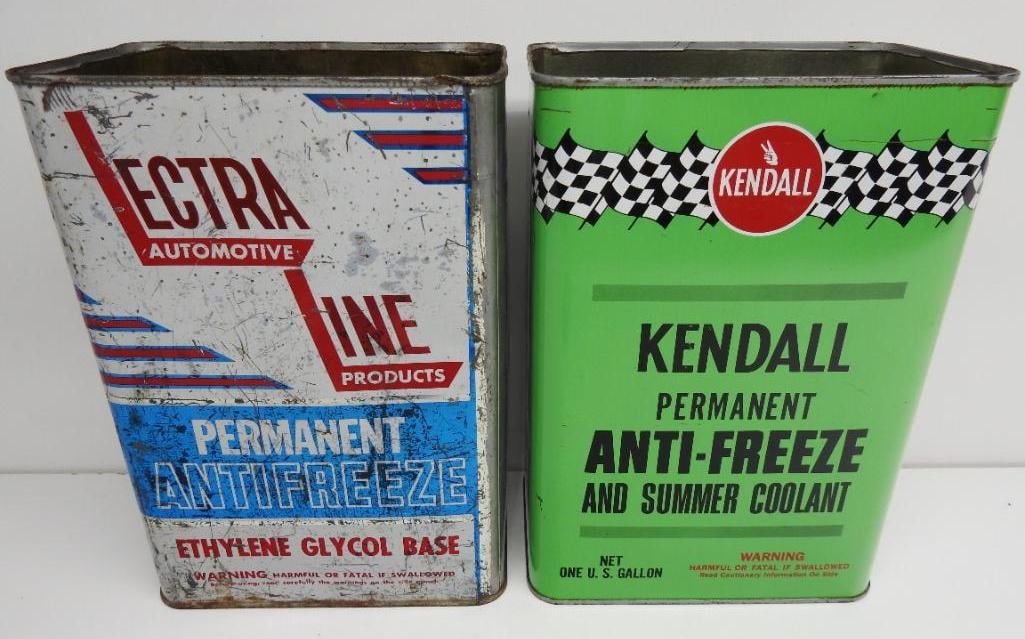 LECTRA
AUTOMOTIVE
LINE
PRODUCTS
PERMANENT
ANTIFREEZE
ETHYLENE GLYCOL BASE
WARNING HARMFUL OR FATAL IF SWALLOWED
KENDALL
KENDALL
PERMANENT
ANTI-FREEZE
AND SUMMER COOLANT
NET
ONE U. S. GALLON
WARNING
HARMFUL OR FATAL IF SWALLOWED
Read Cautionary Information On Side